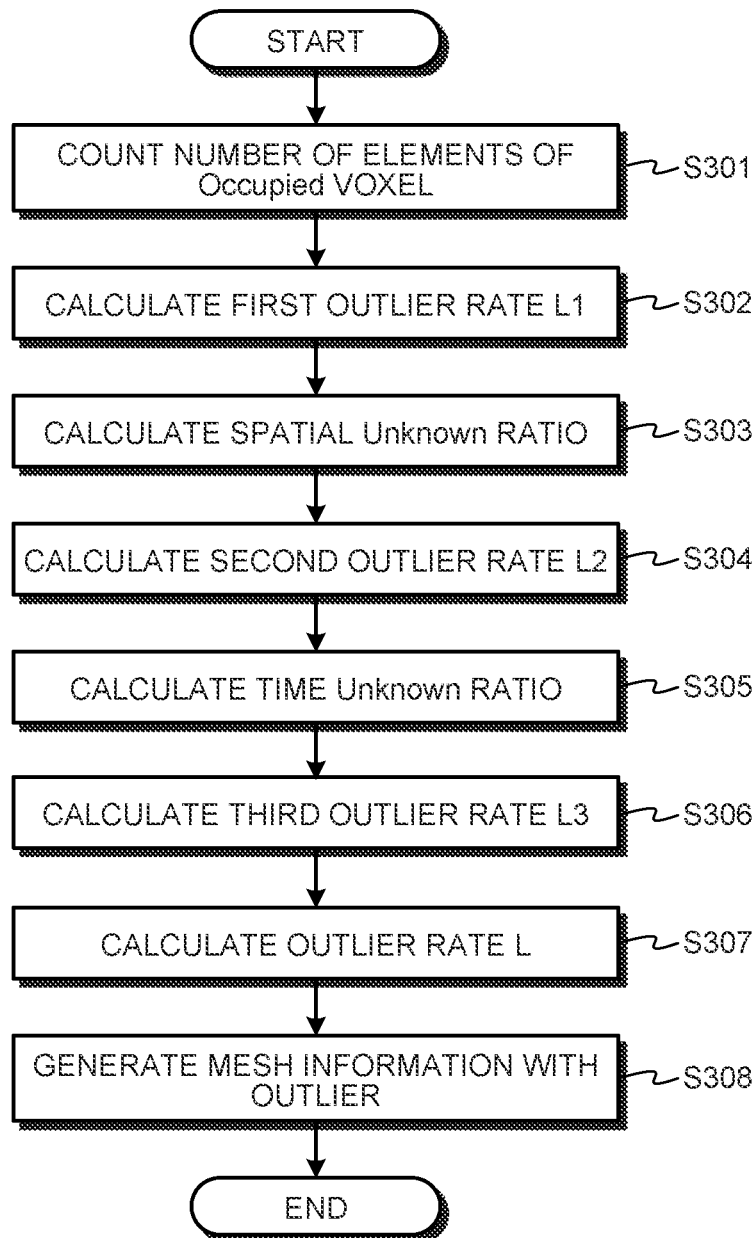 START
COUNT NUMBER OF ELEMENTS OF
Occupied VOXEL
S301
CALCULATE FIRST OUTLIER RATE L1
S302
CALCULATE SPATIAL Unknown RATIO
S303
CALCULATE SECOND OUTLIER RATE L2
S304
CALCULATE TIME Unknown RATIO
S305
CALCULATE THIRD OUTLIER RATE L3
S306
CALCULATE OUTLIER RATE L
S307
GENERATE MESH INFORMATION WITH
OUTLIER
S308
END